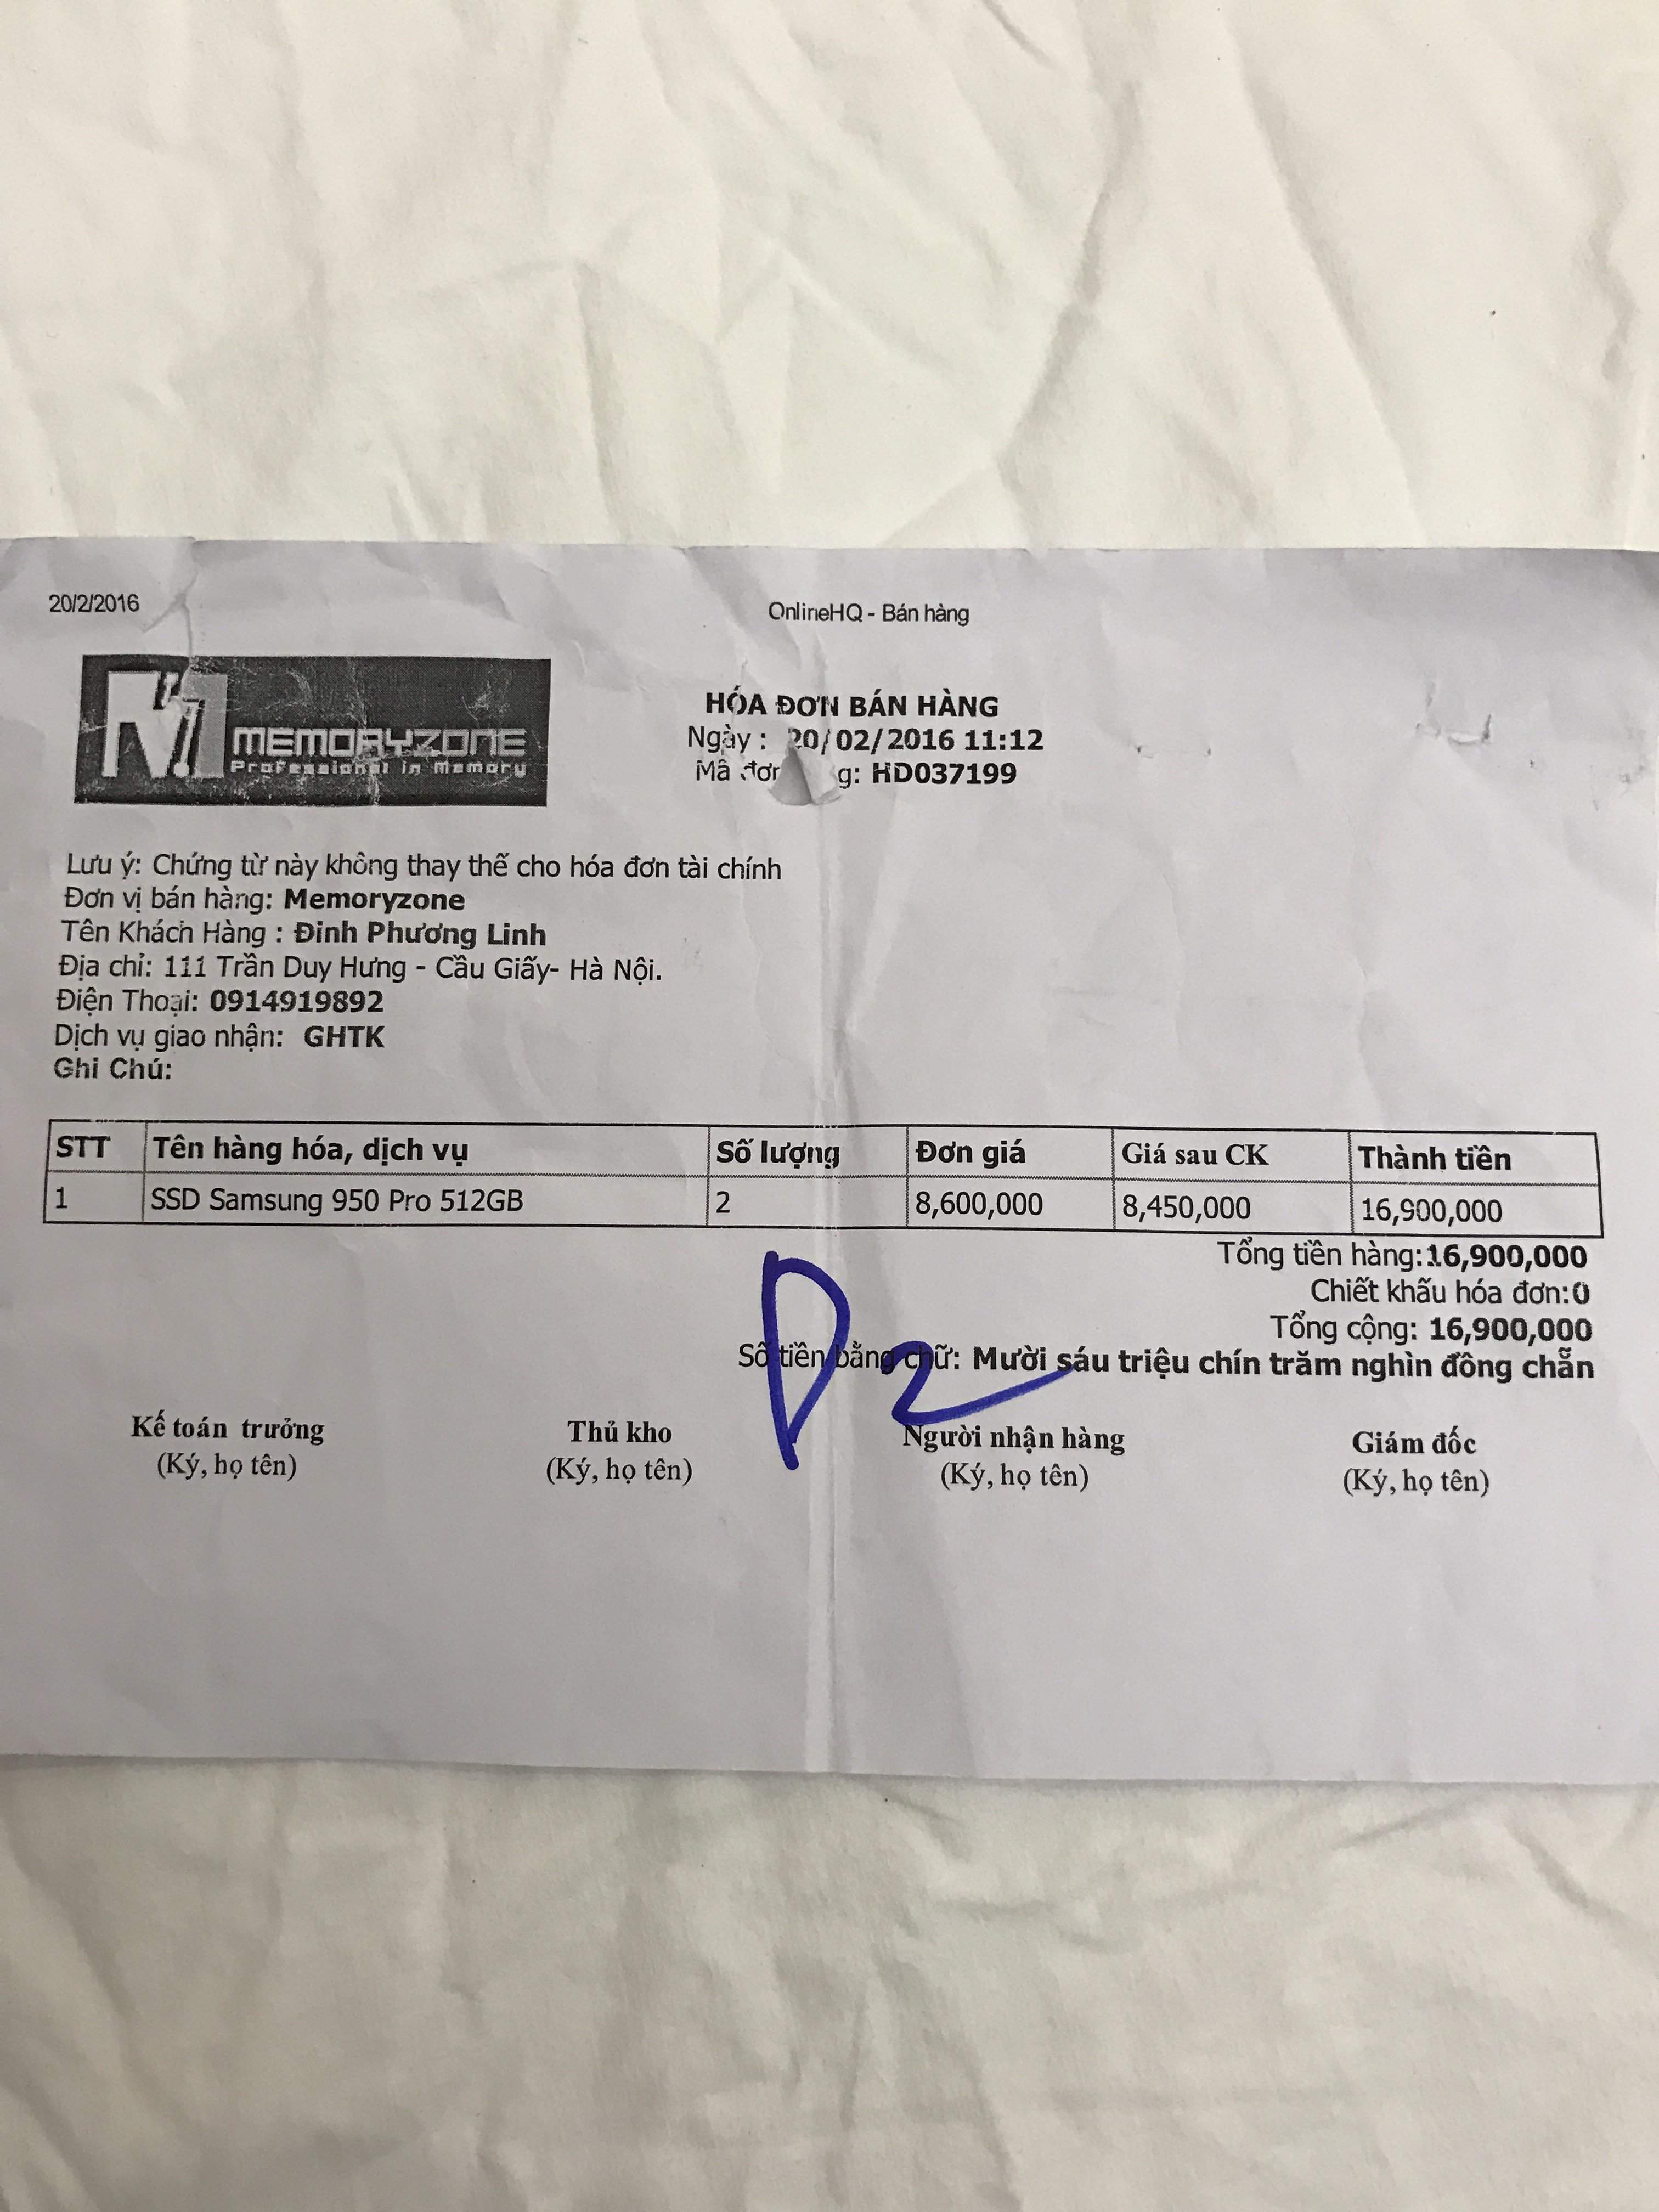 20/2/2016
OnlineHQ - Bán hàng
MEMORYZONE
Professional in Memory
HÓA ĐƠN BÁN HÀNG
Ngày : 20/02/2016 11:12
Mã g: HD037199
Lưu ý: Chứng từ này không thay thế cho hóa đơn tài chính
Đơn vị bán hàng: Memoryzone
Tên Khách Hàng : Đinh Phương Linh
Địa chỉ: 111 Trần Duy Hưng - Cầu Giấy- Hà Nội.
Điện Thoại: 0914919892
Dịch vụ giao nhận: GHTK
Ghi Chú:
STT Tên hàng hóa, dịch vụ Số lượng Đơn giá Giá sau CK Thành tiền
1 SSD Samsung 950 Pro 512GB 2 8,600,000 8,450,000 16,900,000
Tổng tiền hàng:16,900,000
Chiết khấu hóa đơn:0
Tổng cộng: 16,900,000
Số tiền bằng chữ: Mười sáu triệu chín trăm nghìn đồng chẵn
Kế toán trưởng Thủ kho Người nhận hàng Giám đốc
(Ký, họ tên) (Ký, họ tên) (Ký, họ tên) (Ký, họ tên)